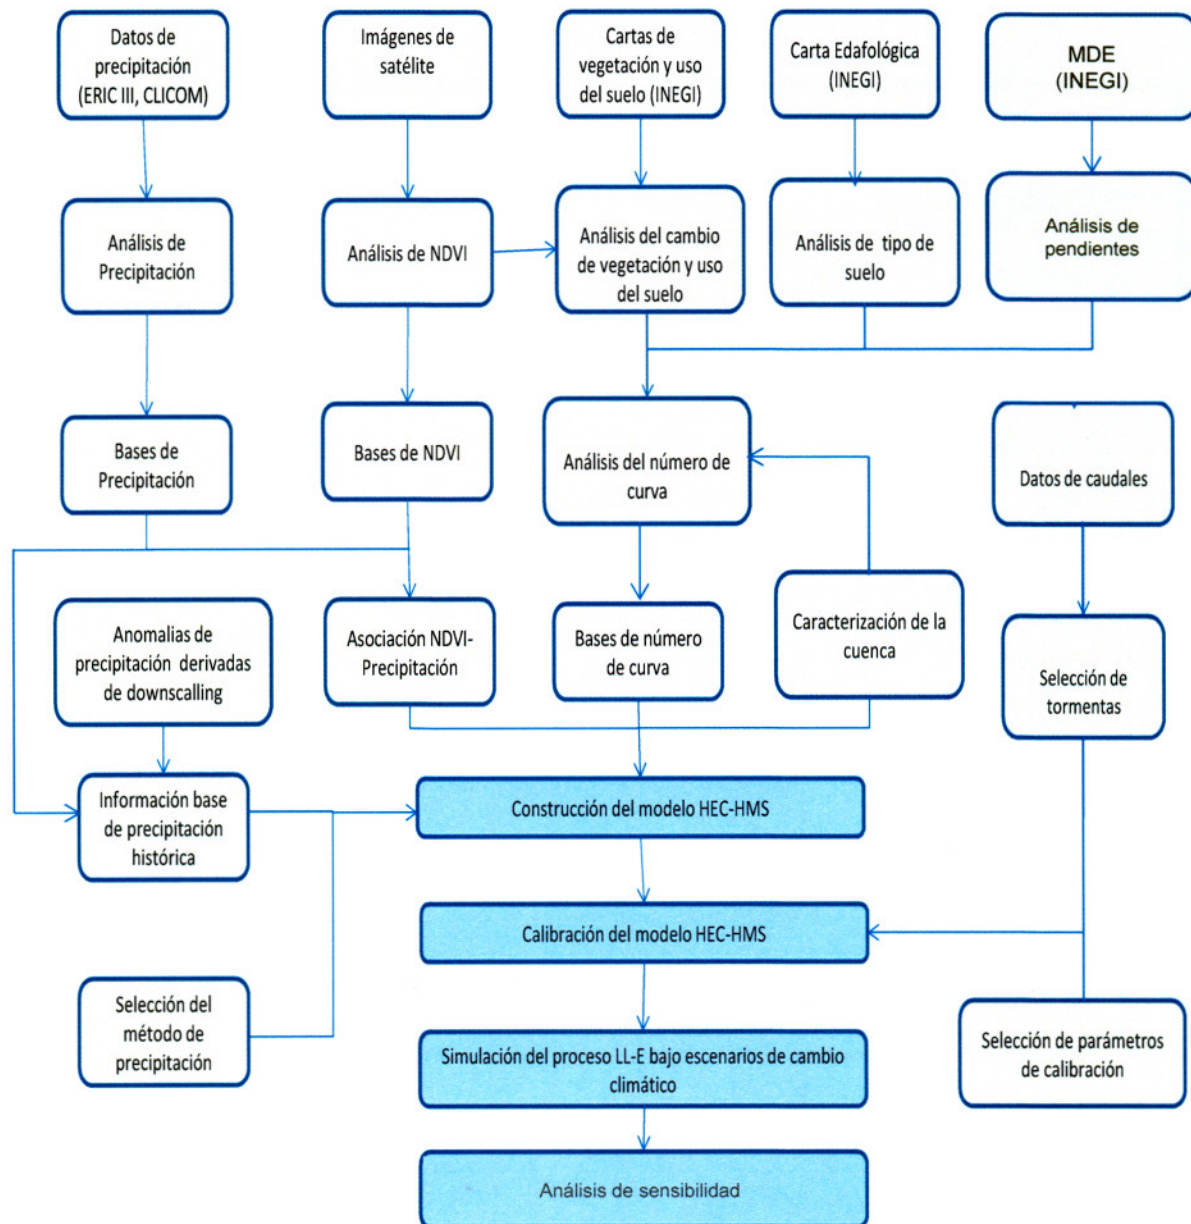 Datos de
precipitación
(ERIC III, CLICOM)
Imágenes de
satélite
Cartas de
vegetación y uso
del suelo (INEGI)
Carta Edafológica
(INEGI)
MDE
(INEGI)
Análisis de
Precipitación
Análisis de NDVI
Análisis del cambio
de vegetación y uso
del suelo
Análisis de tipo de
suelo
Análisis de
pendientes
Bases de
Precipitación
Bases de NDVI
Análisis del número de
curva
Datos de caudales
Anomalias de
precipitación derivadas
de downscalling
Asociación NDVI-
Precipitación
Bases de número
de curva
Caracterización de la
cuenca
Selección de
tormentas
Información base
de precipitación
histórica
Construcción del modelo HEC-HMS
Calibración del modelo HEC-HMS
Selección del
método de
precipitación
Simulación del proceso LL-E bajo escenarios de cambio
climático
Selección de parámetros
de calibración
Análisis de sensibilidad